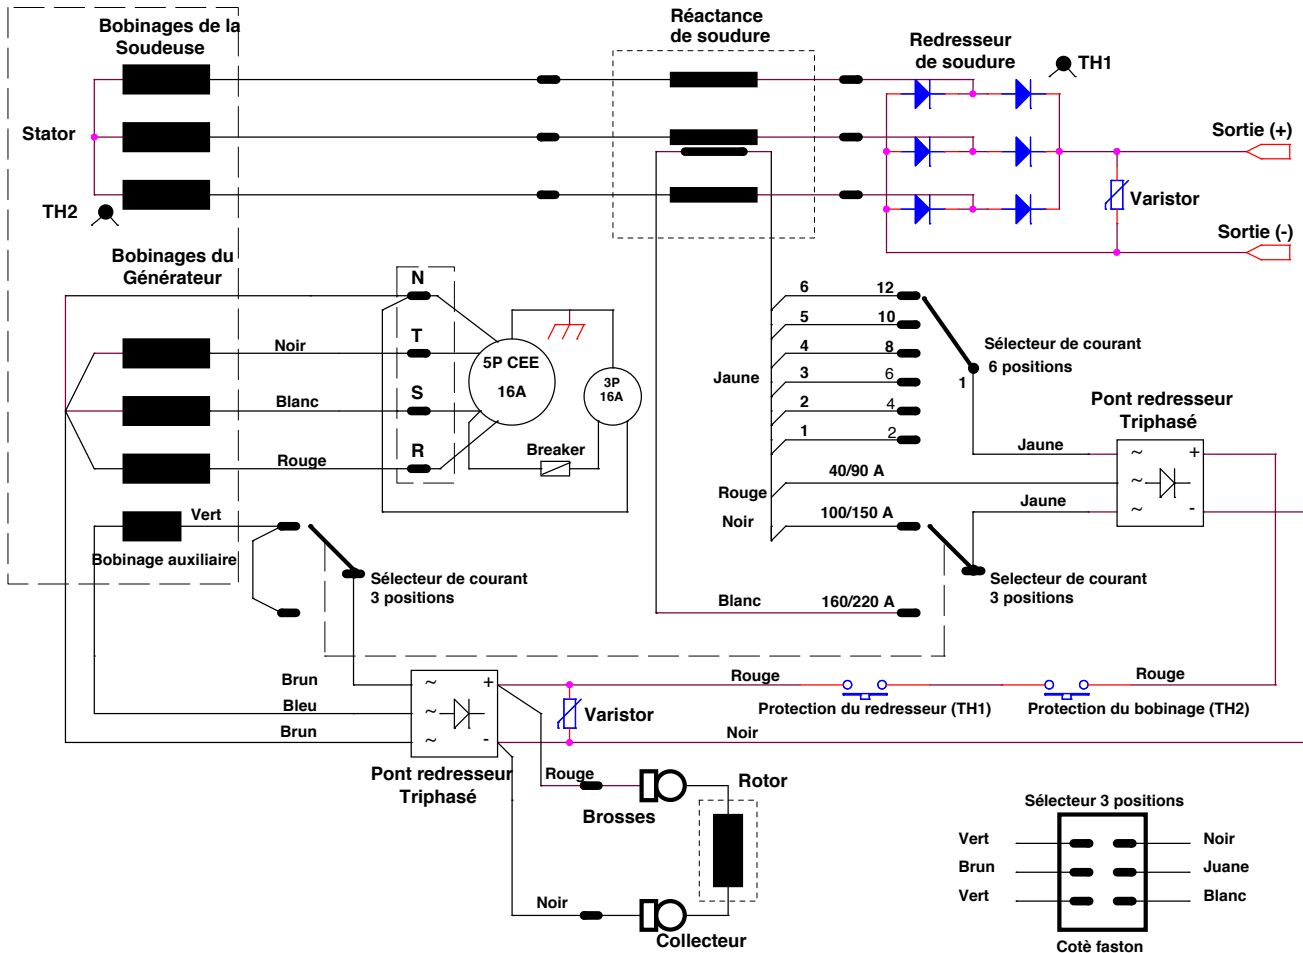 Bobinages de la
Soudeuse
Réactance
de soudure
Redresseur
de soudure
TH1
Stator
Sortie (+)
TH2
Varistor
Sortie (-)
Bobinages du
Générateur
N
T
S
R
Noir
Blanc
Rouge
5P CEE
16A
3P
16A
Breaker
Jaune
6
12
5
10
4
8
3
6
2
4
1
2
Sélecteur de courant
6 positions
1
Pont redresseur
Triphasé
Jaune
~
+
40/90 A
~
Rouge
Jaune
~
-
Noir
100/150 A
Vert
Bobinage auxiliaire
Sélecteur de courant
3 positions
Selecteur de courant
3 positions
Blanc
160/220 A
Brun
~
+
Bleu
~
Brun
~
-
Rouge
Rouge
Varistor
Protection du redresseur (TH1)
Protection du bobinage (TH2)
Noir
Pont redresseur
Triphasé
Rouge
Brosses
Rotor
Noir
Collecteur
Sélecteur 3 positions
Vert
Noir
Brun
Juane
Vert
Blanc
Cotè faston